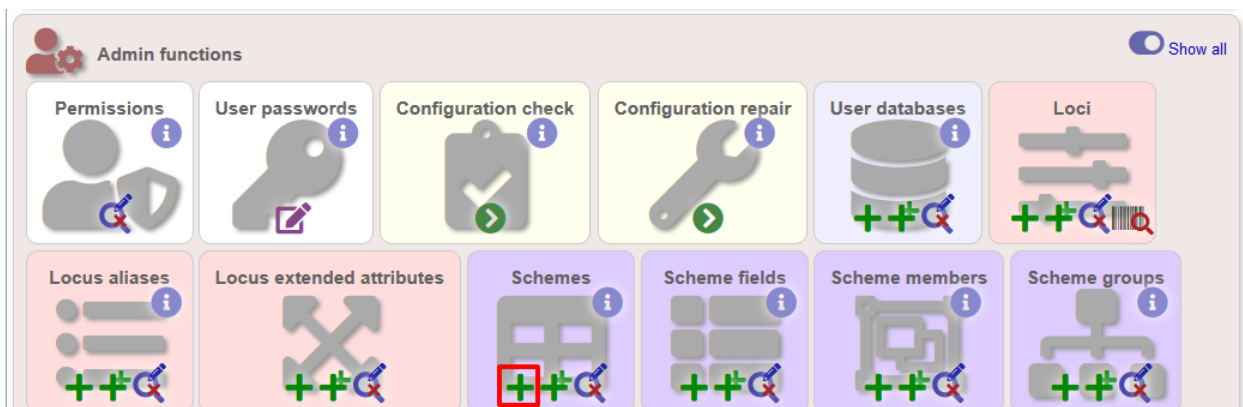 Admin functions
Show all
Permissions
User passwords
Configuration check
Configuration repair
User databases
Loci
Locus aliases
Locus extended attributes
Schemes
Scheme fields
Scheme members
Scheme groups